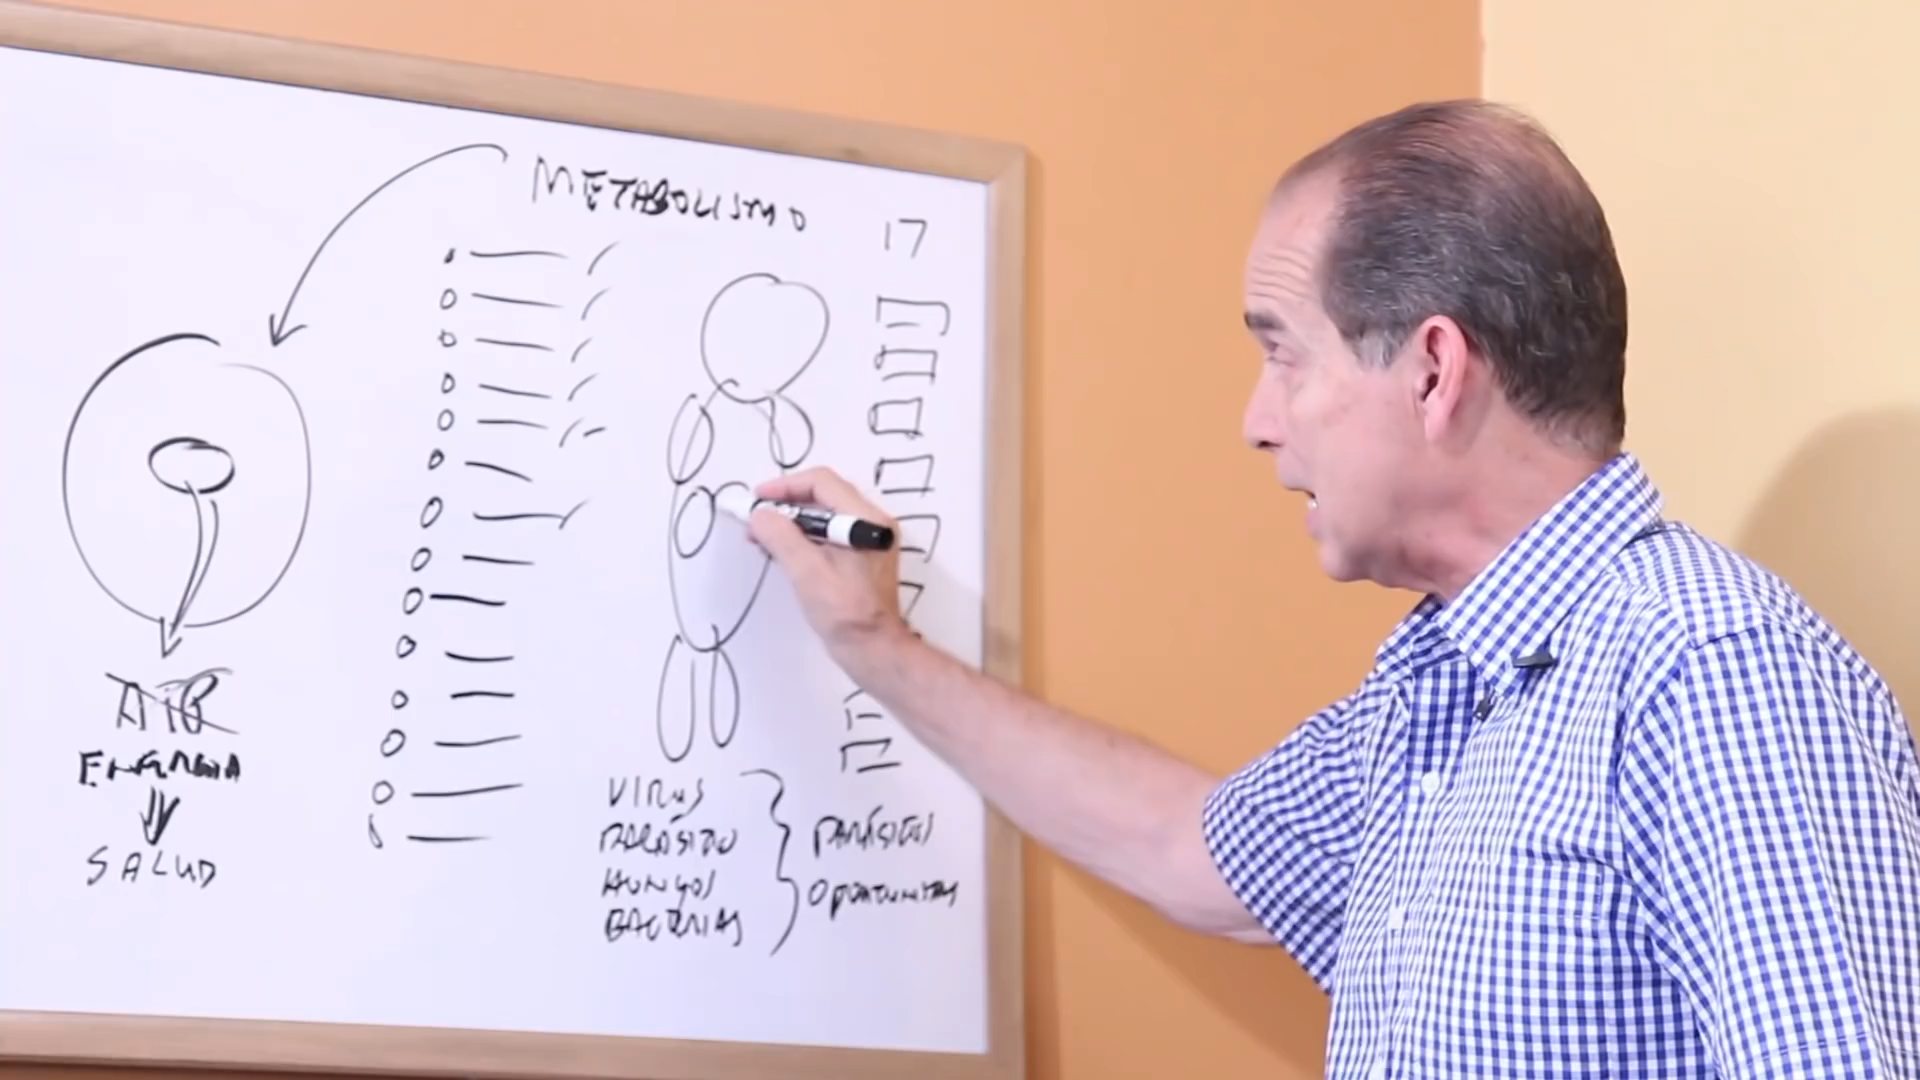 METABOLISMO
17
ATP
ENERGIA
SALUD
VIRUS
PARÁSITOS
HONGOS
BACTERIAS
PARÁSITOS
OPORTUNISTAS